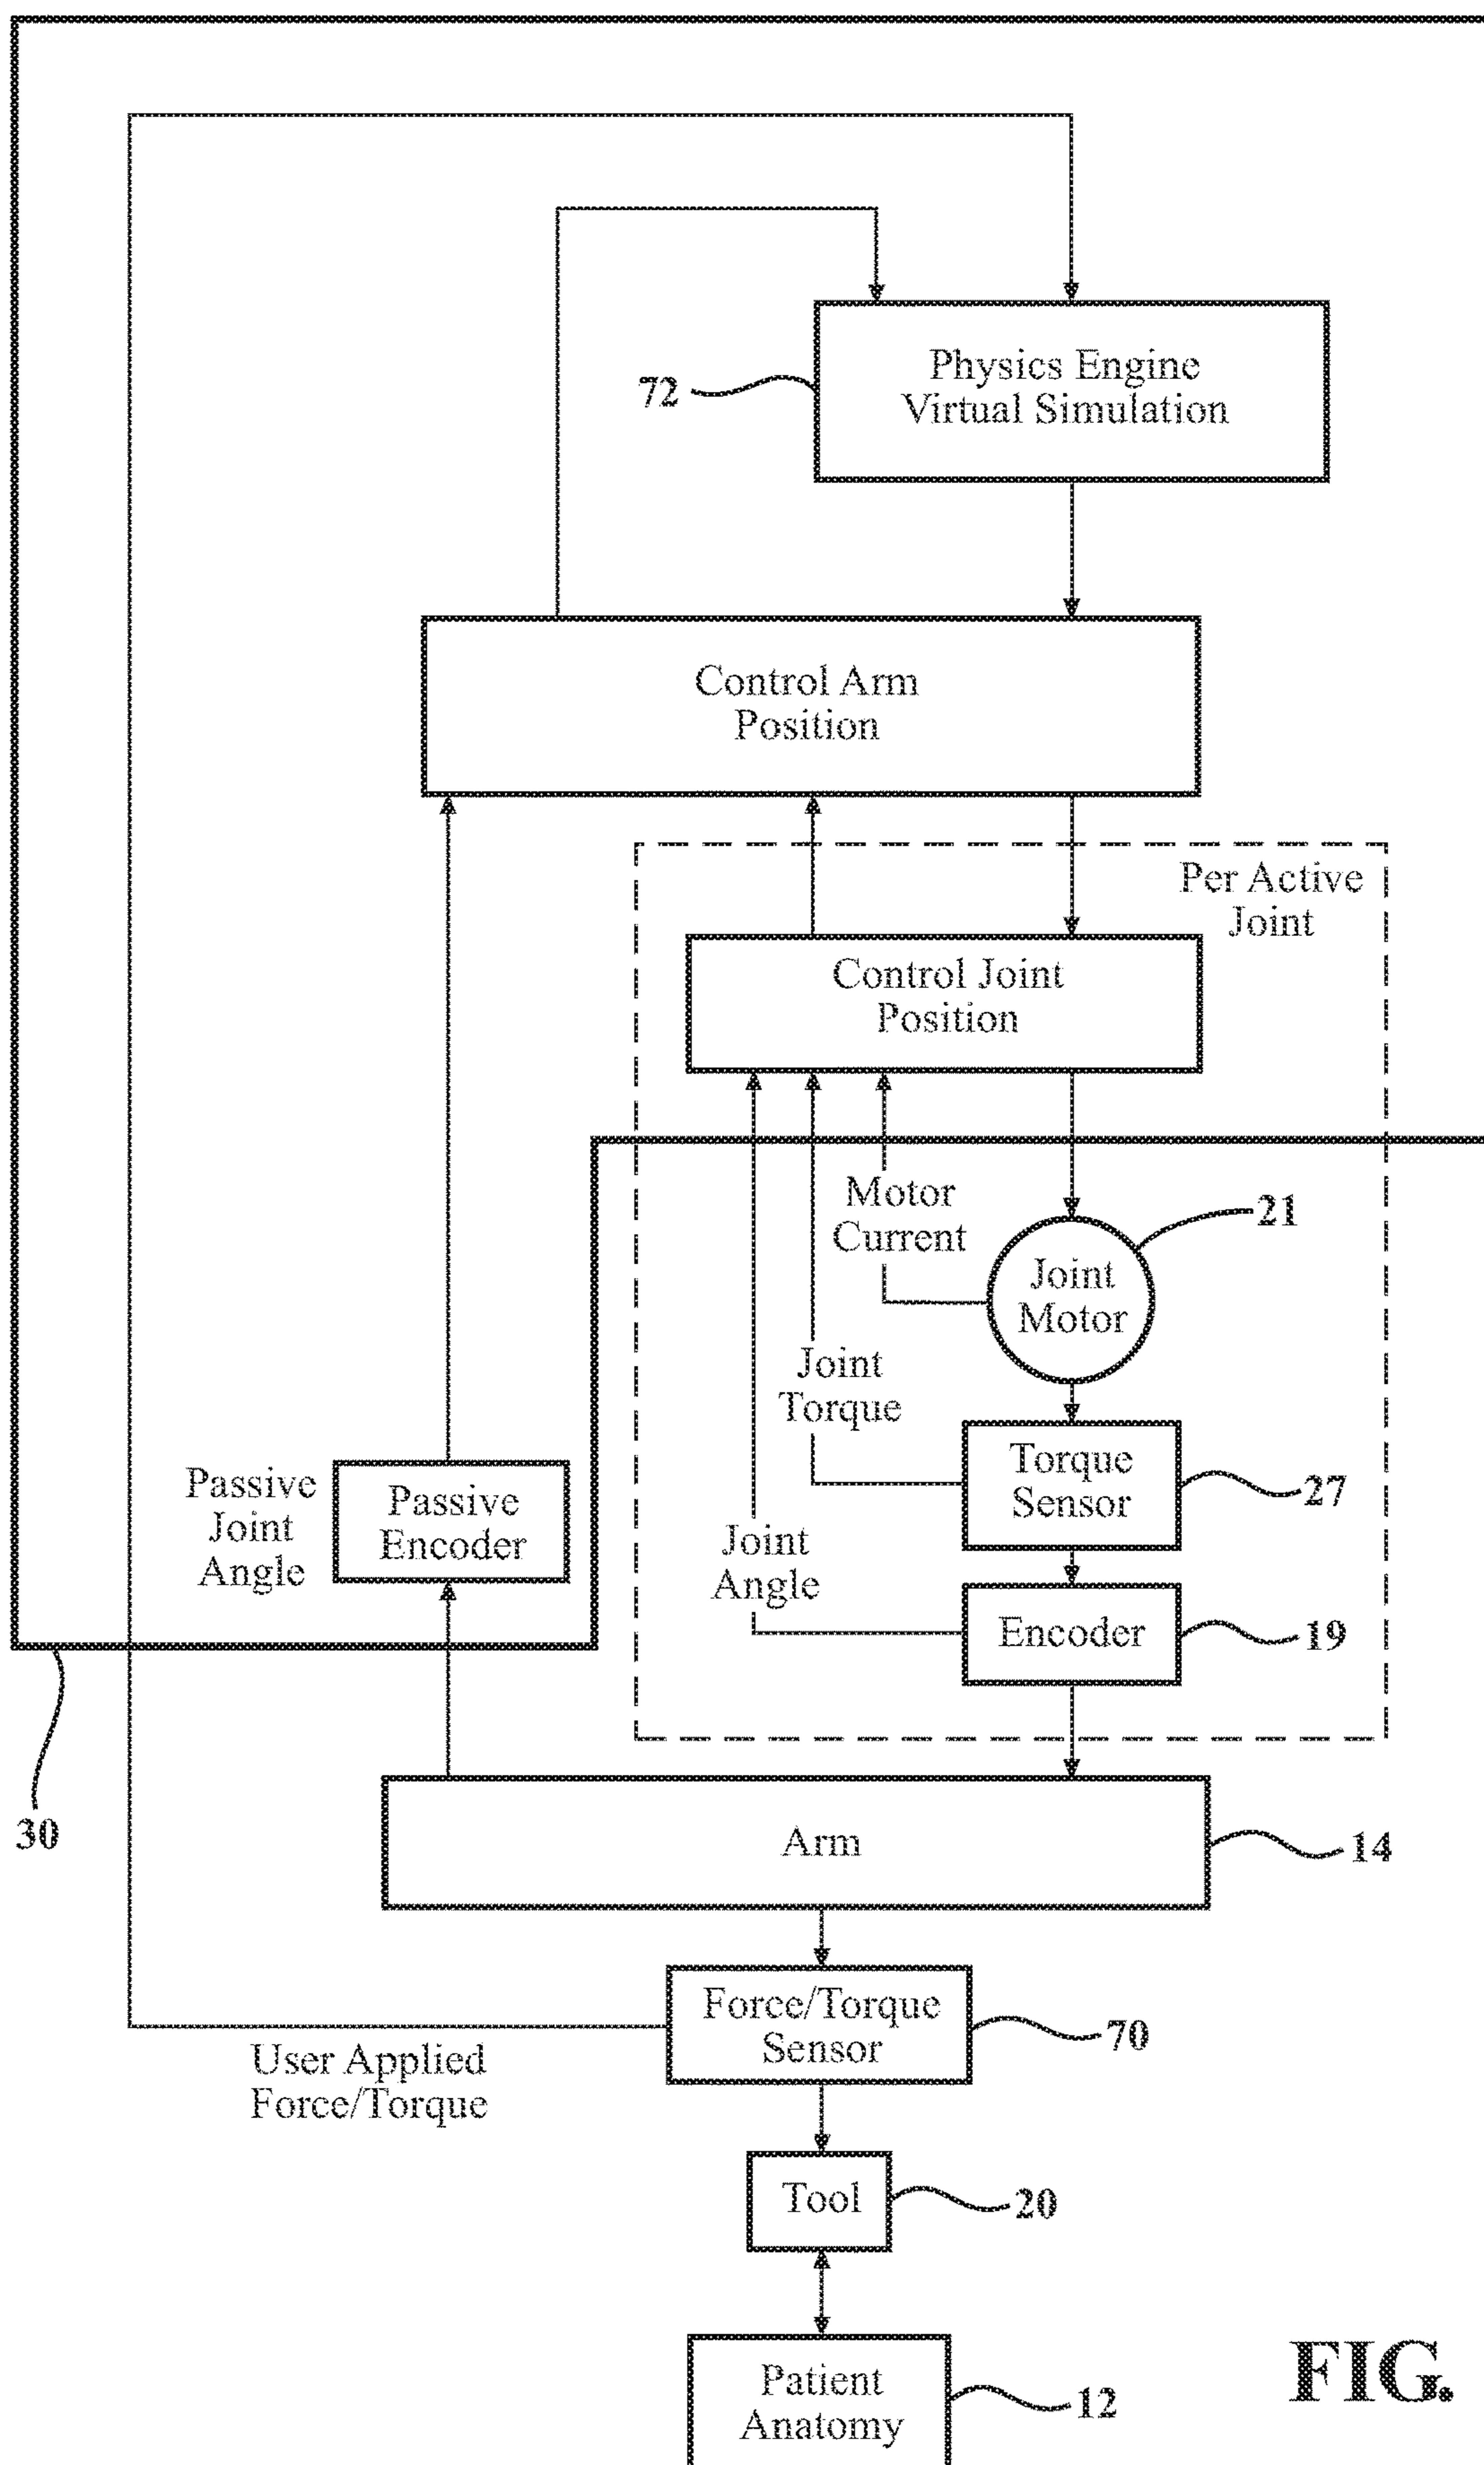 Physics Engine
Virtual Simulation
72
Control Arm
Position
Per Active
Joint
Control Joint
Position
Motor
Current
21
Joint
Motor
Joint
Torque
Torque
Sensor
27
Passive
Joint
Angle
Passive
Encoder
Joint
Angle
Encoder
19
30
Arm
14
Force/Torque
Sensor
70
User Applied
Force/Torque
Tool
20
Patient
Anatomy
12
FIG.